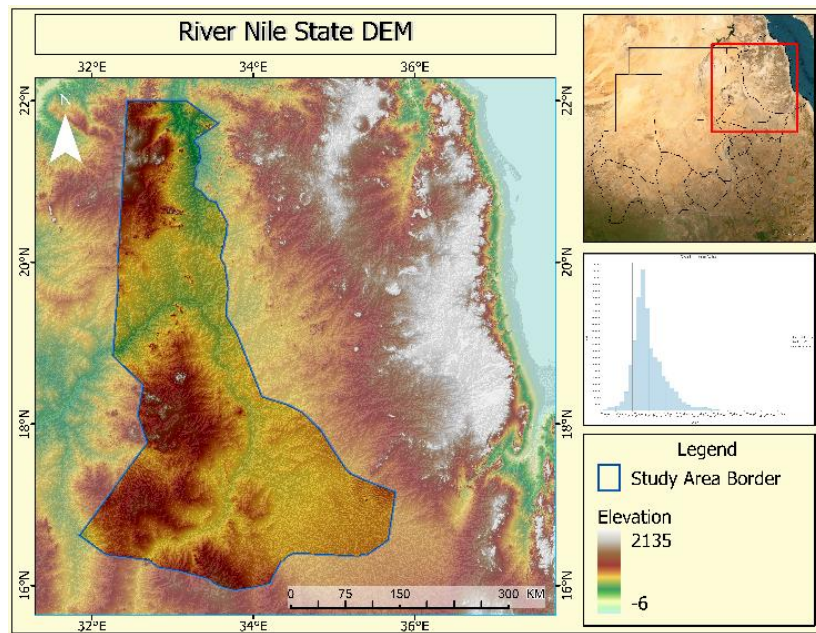 River Nile State DEM
32°E 34°E 36°E
22°N 22°N
N
20°N 20°N
18°N 18°N
16°N 16°N
0 75 150 300 KM
32°E 34°E 36°E
Legend
Study Area Border
Elevation
2135
-6